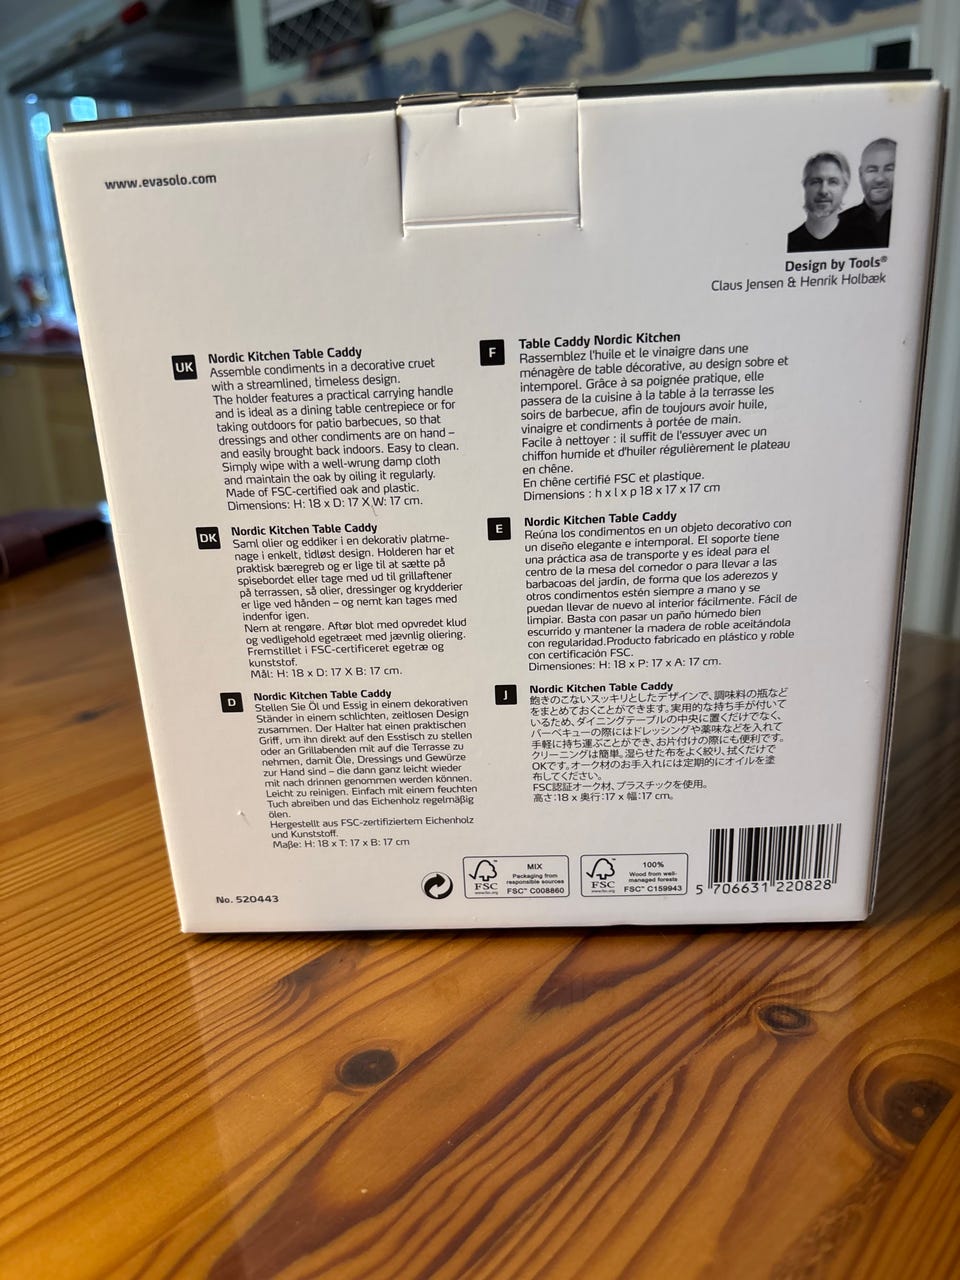 www.evasolo.com
Design by Tools®
Claus Jensen & Henrik Holbæk
UK
Nordic Kitchen Table Caddy
Assemble condiments in a decorative cruet
with a streamlined, timeless design.
The holder features a practical carrying handle
and is ideal as a dining table centrepiece or for
taking outdoors for patio barbecues, so that
dressings and other condiments are on hand –
and easily brought back indoors. Easy to clean.
Simply wipe with a well-wrung damp cloth
and maintain the oak by oiling it regularly.
Made of FSC-certified oak and plastic.
Dimensions: H: 18 x D: 17 X W: 17 cm.
DK
Nordic Kitchen Table Caddy
Saml olier og eddiker i en dekorativ platme-
nage i enkelt, tidløst design. Holderen har et
praktisk bæregreb og er lige til at sætte på
spisebordet eller tage med ud til grillaftener
på terrassen, så olier, dressinger og krydderier
er lige ved hånden – og nemt kan tages med
indenfor igen.
Nem at rengøre. Aftør blot med opvredet klud
og vedligehold egetræet med jævnlig oliering.
Fremstillet i FSC-certificeret egetræ og
kunststof.
Mål: H: 18 x D: 17 X B: 17 cm.
D
Nordic Kitchen Table Caddy
Stellen Sie Öl und Essig in einem dekorativen
Ständer in einem schlichten, zeitlosen Design
zusammen. Der Halter hat einen praktischen
Griff, um ihn direkt auf den Esstisch zu stellen
oder an Grillabenden mit auf die Terrasse zu
nehmen, damit Öle, Dressings und Gewürze
zur Hand sind – die dann ganz leicht wieder
mit nach drinnen genommen werden können.
Leicht zu reinigen. Einfach mit einem feuchten
Tuch abreiben und das Eichenholz regelmäßig
ölen.
Hergestellt aus FSC-zertifiziertem Eichenholz
und Kunststoff.
Maße: H: 18 x T: 17 x B: 17 cm
F
Table Caddy Nordic Kitchen
Rassemblez l'huile et le vinaigre dans une
ménagère de table décorative, au design sobre et
intemporel. Grâce à sa poignée pratique, elle
passera de la cuisine à la table à la terrasse les
soirs de barbecue, afin de toujours avoir huile,
vinaigre et condiments à portée de main.
Facile à nettoyer : il suffit de l'essuyer avec un
chiffon humide et d'huiler régulièrement le plateau
en chêne.
En chêne certifié FSC et plastique.
Dimensions : h x l x p 18 x 17 x 17 cm
E
Nordic Kitchen Table Caddy
Reúna los condimentos en un objeto decorativo con
un diseño elegante e intemporal. El soporte tiene
una práctica asa de transporte y es ideal para el
centro de la mesa del comedor o para llevar a las
barbacoas del jardín, de forma que los aderezos y
otros condimentos estén siempre a mano y se
puedan llevar de nuevo al interior fácilmente. Fácil de
limpiar. Basta con pasar un paño húmedo bien
escurrido y mantener la madera de roble aceitándola
con regularidad.Producto fabricado en plástico y roble
con certificación FSC.
Dimensiones: H: 18 x P: 17 x A: 17 cm.
J
Nordic Kitchen Table Caddy
飽きのこないスッキリとしたデザインで、調味料の瓶など
をまとめておくことができます。実用的な持ち手が付いて
いるため、ダイニングテーブルの中央に置くだけでなく、
バーベキューの際にはドレッシングや薬味などを入れて
手軽に持ち運ぶことができ、お片付けの際にも便利です。
クリーニングは簡単。湿らせた布をよく絞り、拭くだけで
OKです。オーク材のお手入れには定期的にオイルを塗
布してください。
FSC認証オーク材、プラスチックを使用。
高さ:18 x 奥行:17 x 幅:17 cm。
No. 520443
FSC
www.fsc.org
MIX
Packaging from
responsible sources
FSC™ C008860
FSC
www.fsc.org
100%
Wood from well-
managed forests
FSC™ C159943
5 706631 220828